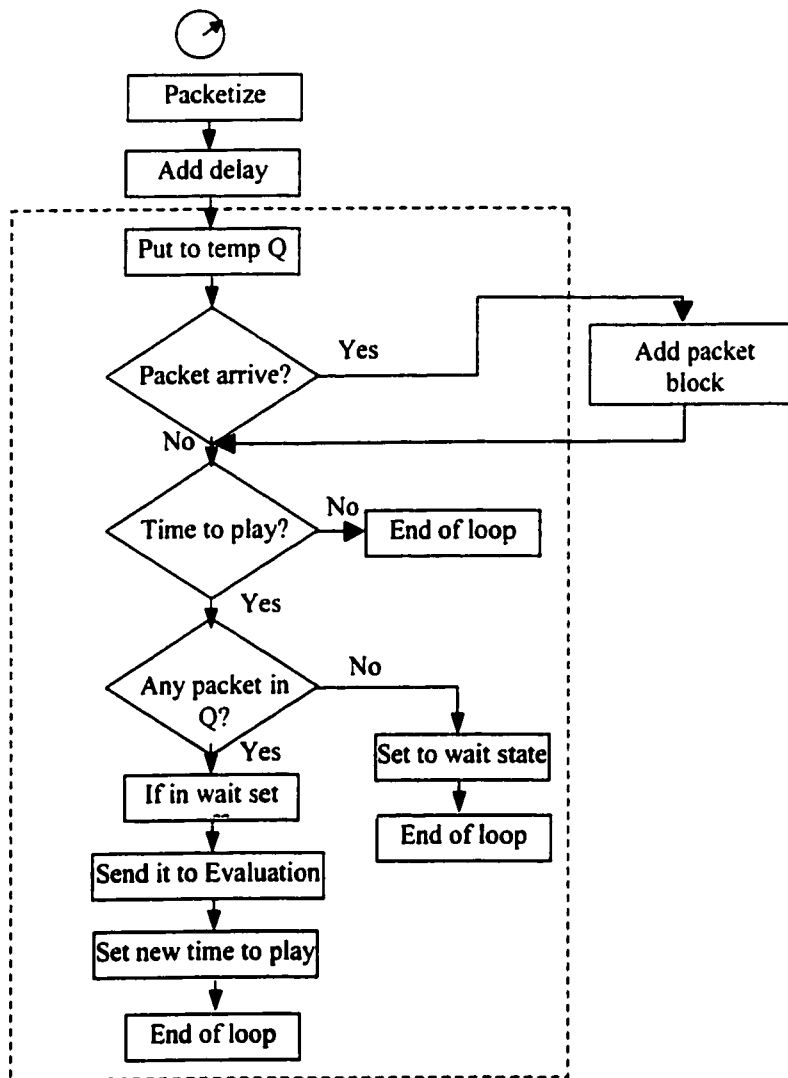 Packetize
Add delay
Put to temp Q
Packet arrive?
Yes
Add packet
block
No
Time to play?
No
End of loop
Yes
Any packet in
Q?
No
Yes
Set to wait state
If in wait set
End of loop
Send it to Evaluation
Set new time to play
End of loop